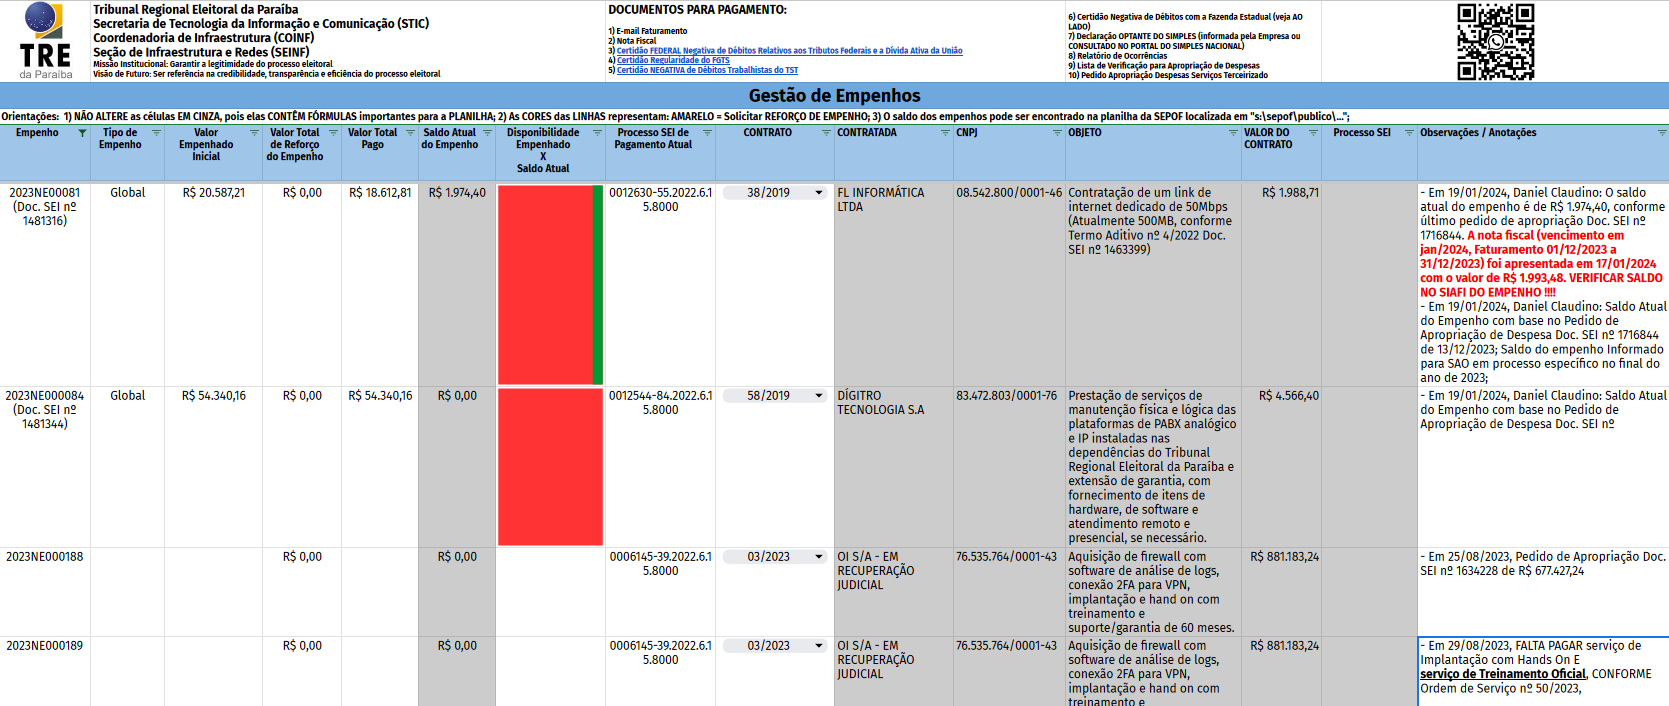 TRE
da Paraíba
Tribunal Regional Eleitoral da Paraíba
Secretaria de Tecnologia da Informação e Comunicação (STIC)
Coordenadoria de Infraestrutura (COINF)
Seção de Infraestrutura e Redes (SEINF)
Missão Institucional: Garantir a legitimidade do processo eleitoral
Visão de Futuro: Ser referência na credibilidade, transparência e eficiência do processo eleitoral
DOCUMENTOS PARA PAGAMENTO:
1) E-mail Faturamento
2) Nota Fiscal
3) Certidão FEDERAL Negativa de Débitos Relativos aos Tributos Federais e a Dívida Ativa da União
4) Certidão Regularidade do FGTS
5) Certidão NEGATIVA de Débitos Trabalhistas do TST
6) Certidão Negativa de Débitos com a Fazenda Estadual (veja AO
LADO)
7) Declaração OPTANTE DO SIMPLES (informada pela Empresa ou
CONSULTADO NO PORTAL DO SIMPLES NACIONAL)
8) Relatório de Ocorrências
9) Lista de Verificação para Apropriação de Despesas
10) Pedido Apropriação Despesas Serviços Terceirizado
Gestão de Empenhos
Orientações: 1) NÃO ALTERE as células EM CINZA, pois elas CONTÊM FÓRMULAS importantes para a PLANILHA; 2) As CORES das LINHAS representam: AMARELO = Solicitar REFORÇO DE EMPENHO; 3) O saldo dos empenhos pode ser encontrado na planilha da SEPOF localizada em "s:\sepof\publico\...";
Empenho
Tipo de
Empenho
Valor
Empenhado
Inicial
Valor Total
de Reforço
do Empenho
Valor Total
Pago
Saldo Atual
do Empenho
Disponibilidade
Empenhado
X
Saldo Atual
Processo SEI de
Pagamento Atual
CONTRATO
CONTRATADA
CNPJ
OBJETO
VALOR DO
CONTRATO
Processo SEI
Observações / Anotações
2023NE00081
(Doc. SEI nº
1481316)
Global
R$ 20.587,21
R$ 0,00
R$ 18.612,81
R$ 1.974,40
0012630-55.2022.6.1
5.8000
38/2019
FL INFORMÁTICA
LTDA
08.542.800/0001-46
Contratação de um link de
internet dedicado de 50Mbps
(Atualmente 500MB, conforme
Termo Aditivo nº 4/2022 Doc.
SEI nº 1463399)
R$ 1.988,71
- Em 19/01/2024, Daniel Claudino: O saldo
atual do empenho é de R$ 1.974,40, conforme
último pedido de apropriação Doc. SEI nº
1716844. A nota fiscal (vencimento em
jan/2024, Faturamento 01/12/2023 a
31/12/2023) foi apresentada em 17/01/2024
com o valor de R$ 1.993,48. VERIFICAR SALDO
NO SIAFI DO EMPENHO !!!!
- Em 19/01/2024, Daniel Claudino: Saldo Atual
do Empenho com base no Pedido de
Apropriação de Despesa Doc. SEI nº 1716844
de 13/12/2023; Saldo do empenho Informado
para SAO em processo específico no final do
ano de 2023;
2023NE000084
(Doc. SEI nº
1481344)
Global
R$ 54.340,16
R$ 0,00
R$ 54.340,16
R$ 0,00
0012544-84.2022.6.1
5.8000
58/2019
DÍGITRO
TECNOLOGIA S.A
83.472.803/0001-76
Prestação de serviços de
manutenção física e lógica das
plataformas de PABX analógico
e IP instaladas nas
dependências do Tribunal
Regional Eleitoral da Paraíba e
extensão de garantia, com
fornecimento de itens de
hardware, de software e
atendimento remoto e
presencial, se necessário.
R$ 4.566,40
- Em 19/01/2024, Daniel Claudino: Saldo Atual
do Empenho com base no Pedido de
Apropriação de Despesa Doc. SEI nº
2023NE000188
R$ 0,00
R$ 0,00
0006145-39.2022.6.1
5.8000
03/2023
OI S/A - EM
RECUPERAÇÃO
JUDICIAL
76.535.764/0001-43
Aquisição de firewall com
software de análise de logs,
conexão 2FA para VPN,
implantação e hand on com
treinamento e
suporte/garantia de 60 meses.
R$ 881.183,24
- Em 25/08/2023, Pedido de Apropriação Doc.
SEI nº 1634228 de R$ 677.427,24
2023NE000189
R$ 0,00
R$ 0,00
0006145-39.2022.6.1
5.8000
03/2023
OI S/A - EM
RECUPERAÇÃO
JUDICIAL
76.535.764/0001-43
Aquisição de firewall com
software de análise de logs,
conexão 2FA para VPN,
implantação e hand on com
treinamento e
R$ 881.183,24
- Em 29/08/2023, FALTA PAGAR serviço de
Implantação com Hands On E
serviço de Treinamento Oficial, CONFORME
Ordem de Serviço nº 50/2023,